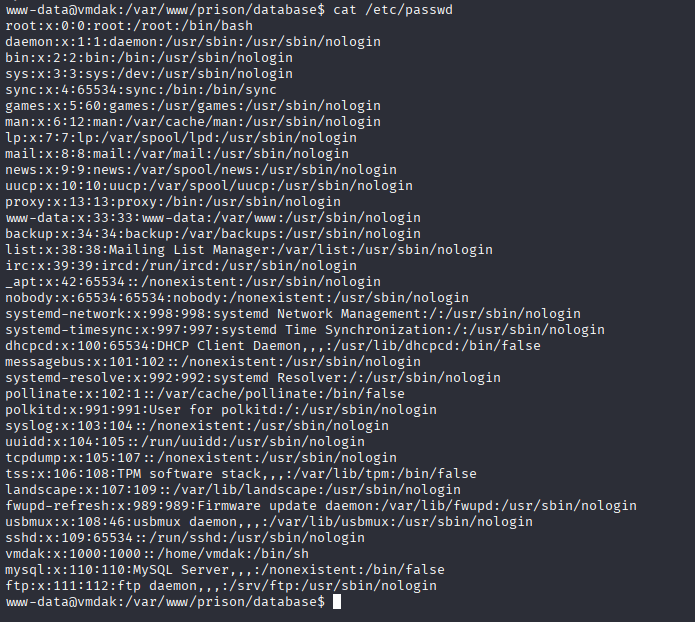 www-data@vmdak:/var/www/prison/database$ cat /etc/passwd
root:x:0:0:root:/root:/bin/bash
daemon:x:1:1:daemon:/usr/sbin:/usr/sbin/nologin
bin:x:2:2:bin:/bin:/usr/sbin/nologin
sys:x:3:3:sys:/dev:/usr/sbin/nologin
sync:x:4:65534:sync:/bin:/bin/sync
games:x:5:60:games:/usr/games:/usr/sbin/nologin
man:x:6:12:man:/var/cache/man:/usr/sbin/nologin
lp:x:7:7:lp:/var/spool/lpd:/usr/sbin/nologin
mail:x:8:8:mail:/var/mail:/usr/sbin/nologin
news:x:9:9:news:/var/spool/news:/usr/sbin/nologin
uucp:x:10:10:uucp:/var/spool/uucp:/usr/sbin/nologin
proxy:x:13:13:proxy:/bin:/usr/sbin/nologin
www-data:x:33:33:www-data:/var/www:/usr/sbin/nologin
backup:x:34:34:backup:/var/backups:/usr/sbin/nologin
list:x:38:38:Mailing List Manager:/var/list:/usr/sbin/nologin
irc:x:39:39:ircd:/run/ircd:/usr/sbin/nologin
_apt:x:42:65534::/nonexistent:/usr/sbin/nologin
nobody:x:65534:65534:nobody:/nonexistent:/usr/sbin/nologin
systemd-network:x:998:998:systemd Network Management:/:/usr/sbin/nologin
systemd-timesync:x:997:997:systemd Time Synchronization:/:/usr/sbin/nologin
dhcpcd:x:100:65534:DHCP Client Daemon,,,:/usr/lib/dhcpcd:/bin/false
messagebus:x:101:102::/nonexistent:/usr/sbin/nologin
systemd-resolve:x:992:992:systemd Resolver:/:/usr/sbin/nologin
pollinate:x:102:1::/var/cache/pollinate:/bin/false
polkitd:x:991:991:User for polkitd:/:/usr/sbin/nologin
syslog:x:103:104::/nonexistent:/usr/sbin/nologin
uuidd:x:104:105::/run/uuidd:/usr/sbin/nologin
tcpdump:x:105:107::/nonexistent:/usr/sbin/nologin
tss:x:106:108:TPM software stack,,,:/var/lib/tpm:/bin/false
landscape:x:107:109::/var/lib/landscape:/usr/sbin/nologin
fwupd-refresh:x:989:989:Firmware update daemon:/var/lib/fwupd:/usr/sbin/nologin
usbmux:x:108:46:usbmux daemon,,,:/var/lib/usbmux:/usr/sbin/nologin
sshd:x:109:65534::/run/sshd:/usr/sbin/nologin
vmdak:x:1000:1000::/home/vmdak:/bin/sh
mysql:x:110:110:MySQL Server,,,:/nonexistent:/bin/false
ftp:x:111:112:ftp daemon,,,:/srv/ftp:/usr/sbin/nologin
www-data@vmdak:/var/www/prison/database$